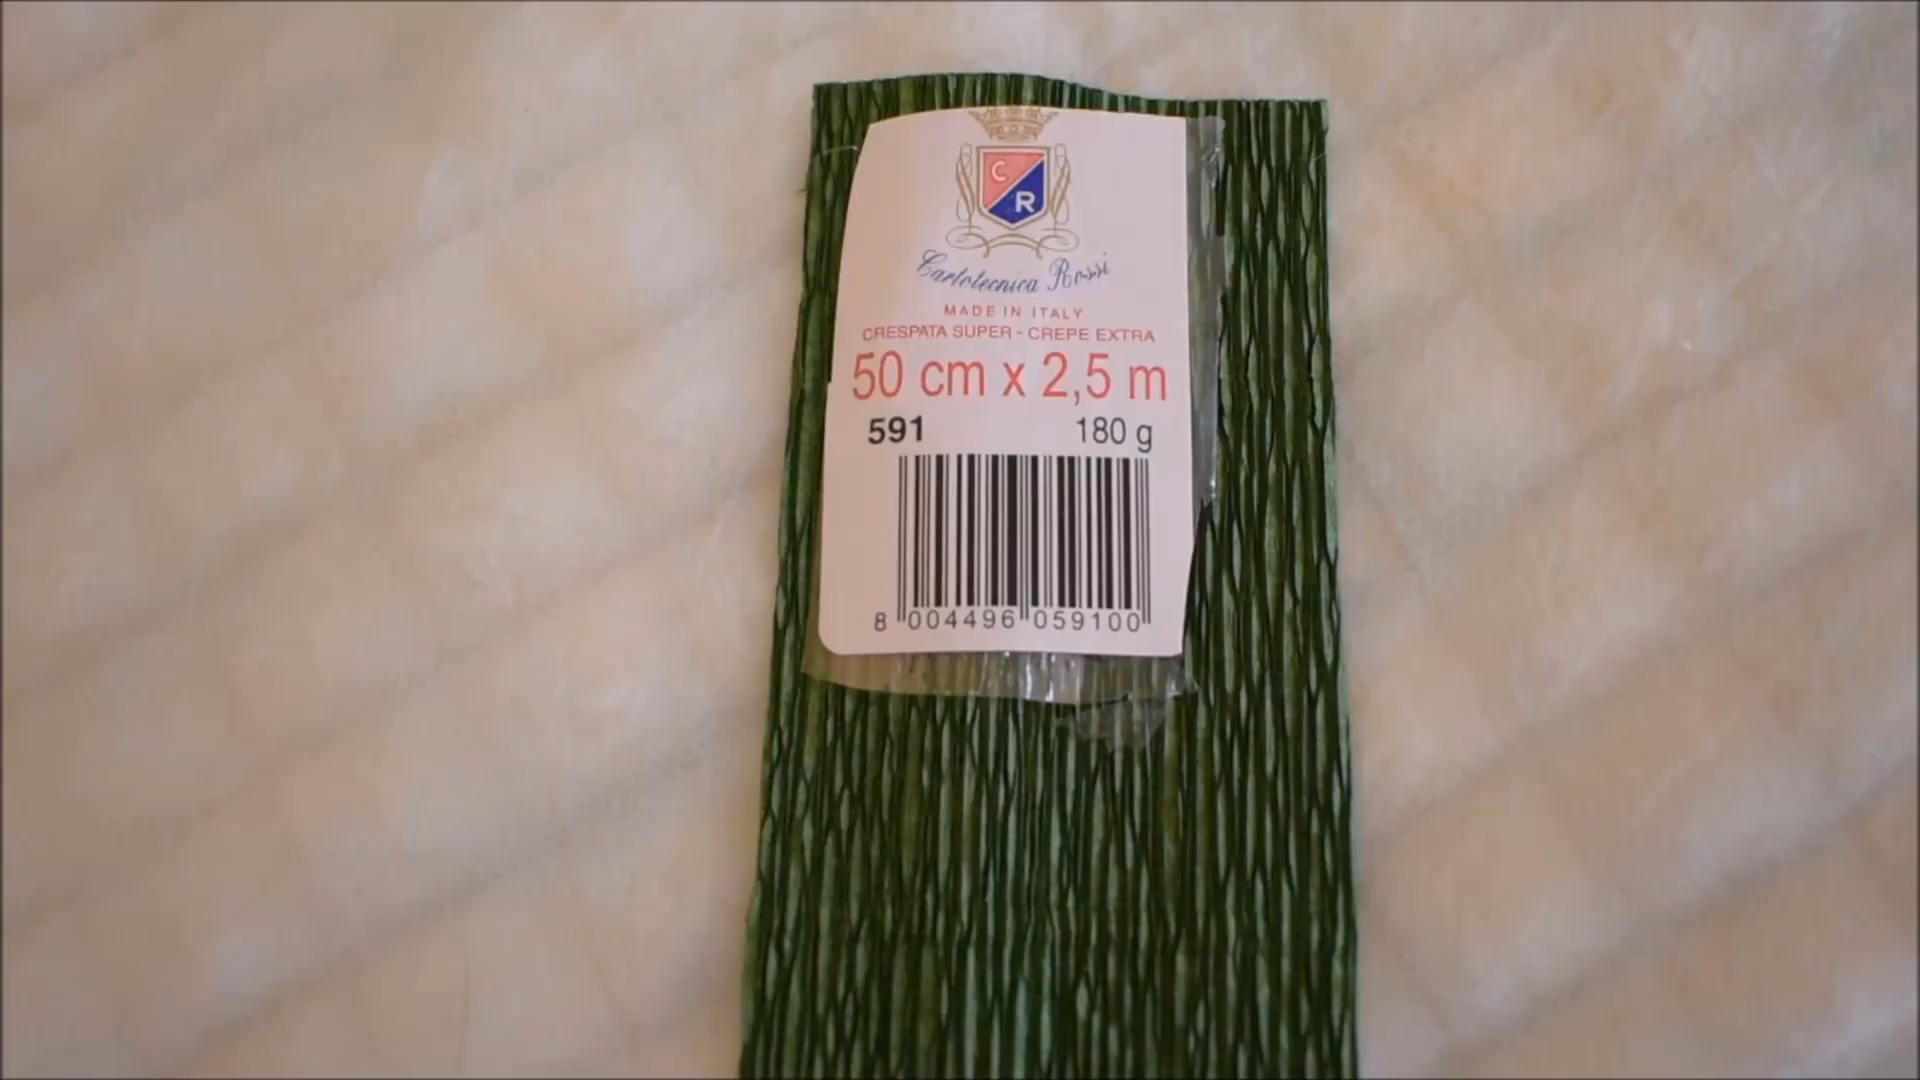 C
R
Cartotecnica Rossi
MADE IN ITALY
CRESPATA SUPER - CREPE EXTRA
50 cm x 2,5 m
591 180 g
8 004496 059100